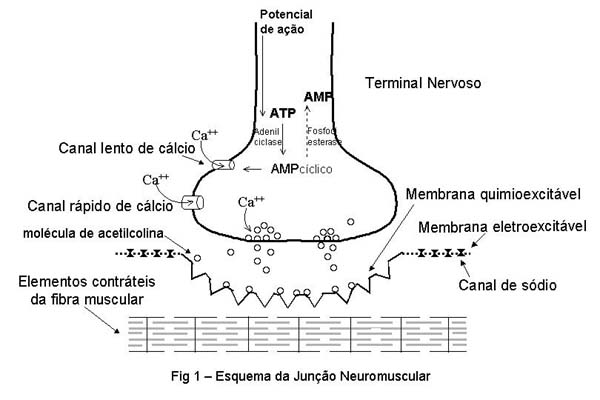 Potencial
de ação
Terminal Nervoso
AMP
ATP
Adenil
ciclase
Fosfodi
esterase
Ca++
Canal lento de cálcio
AMPcíclico
Ca++
Canal rápido de cálcio
Ca++
Membrana quimioexcitável
molécula de acetilcolina
Membrana eletroexcitável
Canal de sódio
Elementos contráteis
da fibra muscular
Fig 1 – Esquema da Junção Neuromuscular